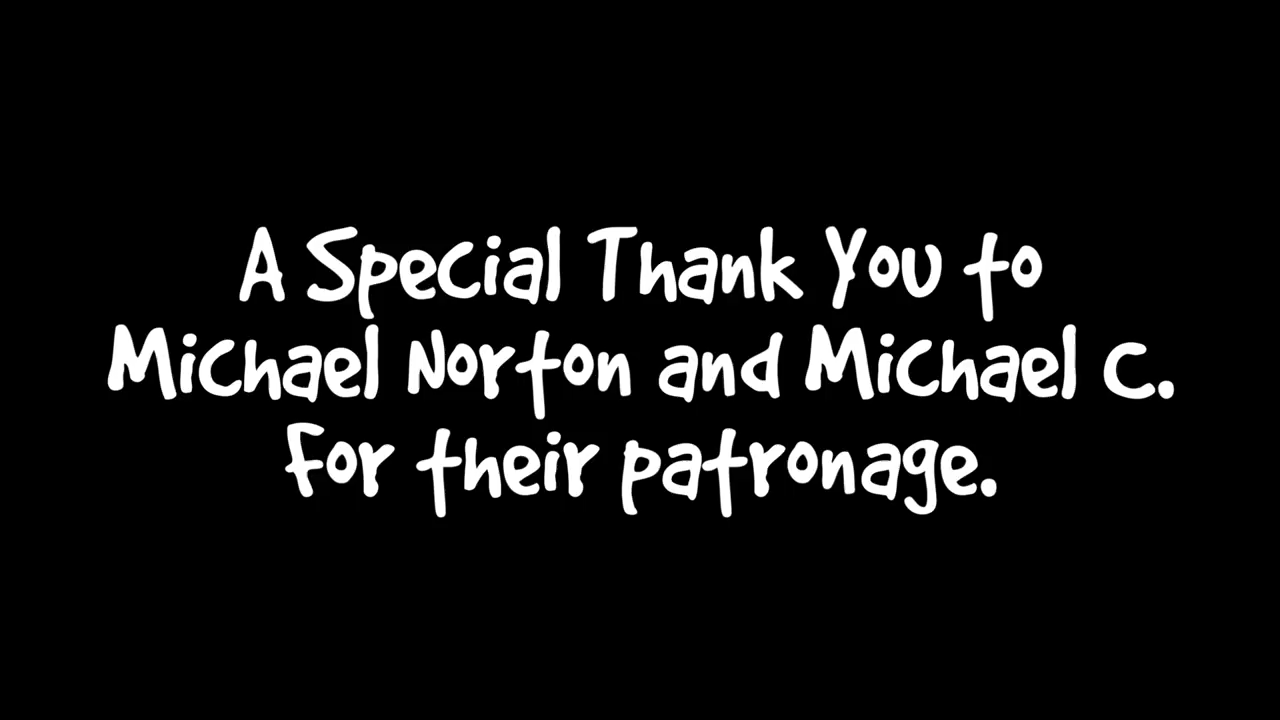 A Special Thank You to
Michael Norton and Michael C.
For their patronage.